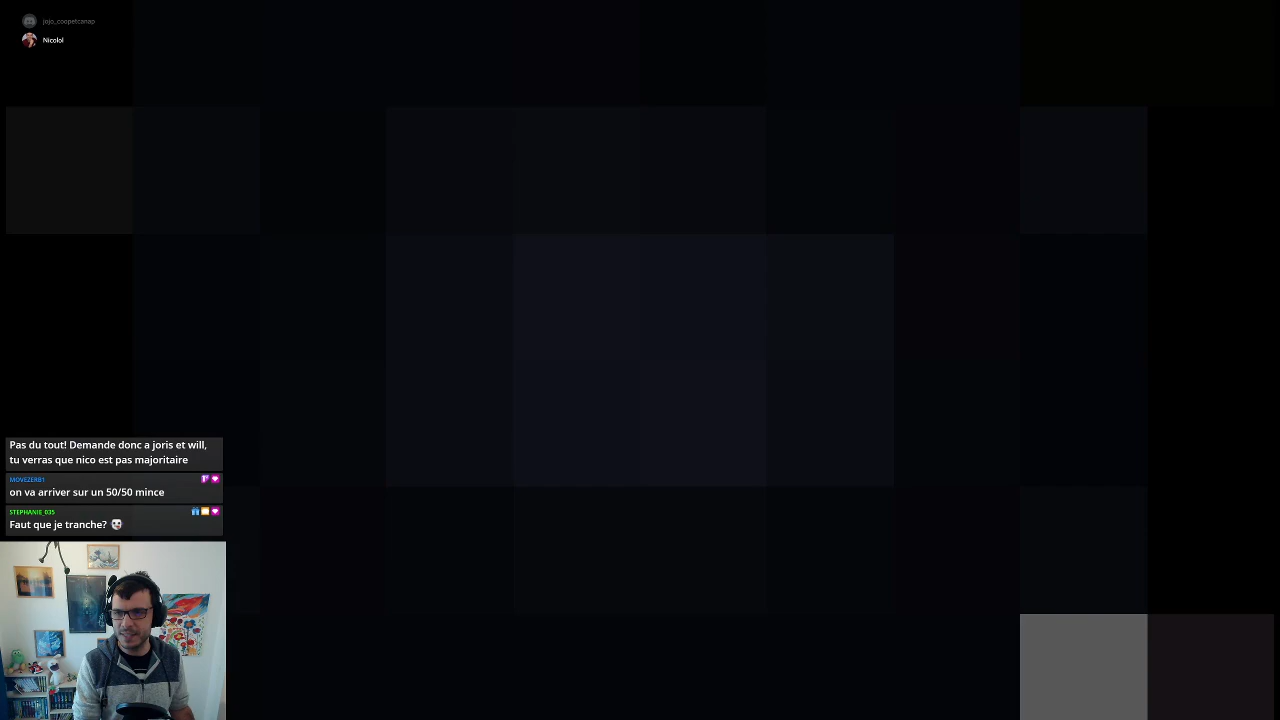 jojo_coopetcanap
Nicolol
Pas du tout! Demande donc a joris et will,
tu verras que nico est pas majoritaire
MOVEZERB1
on va arriver sur un 50/50 mince
STEPHANIE_035
Faut que je tranche?